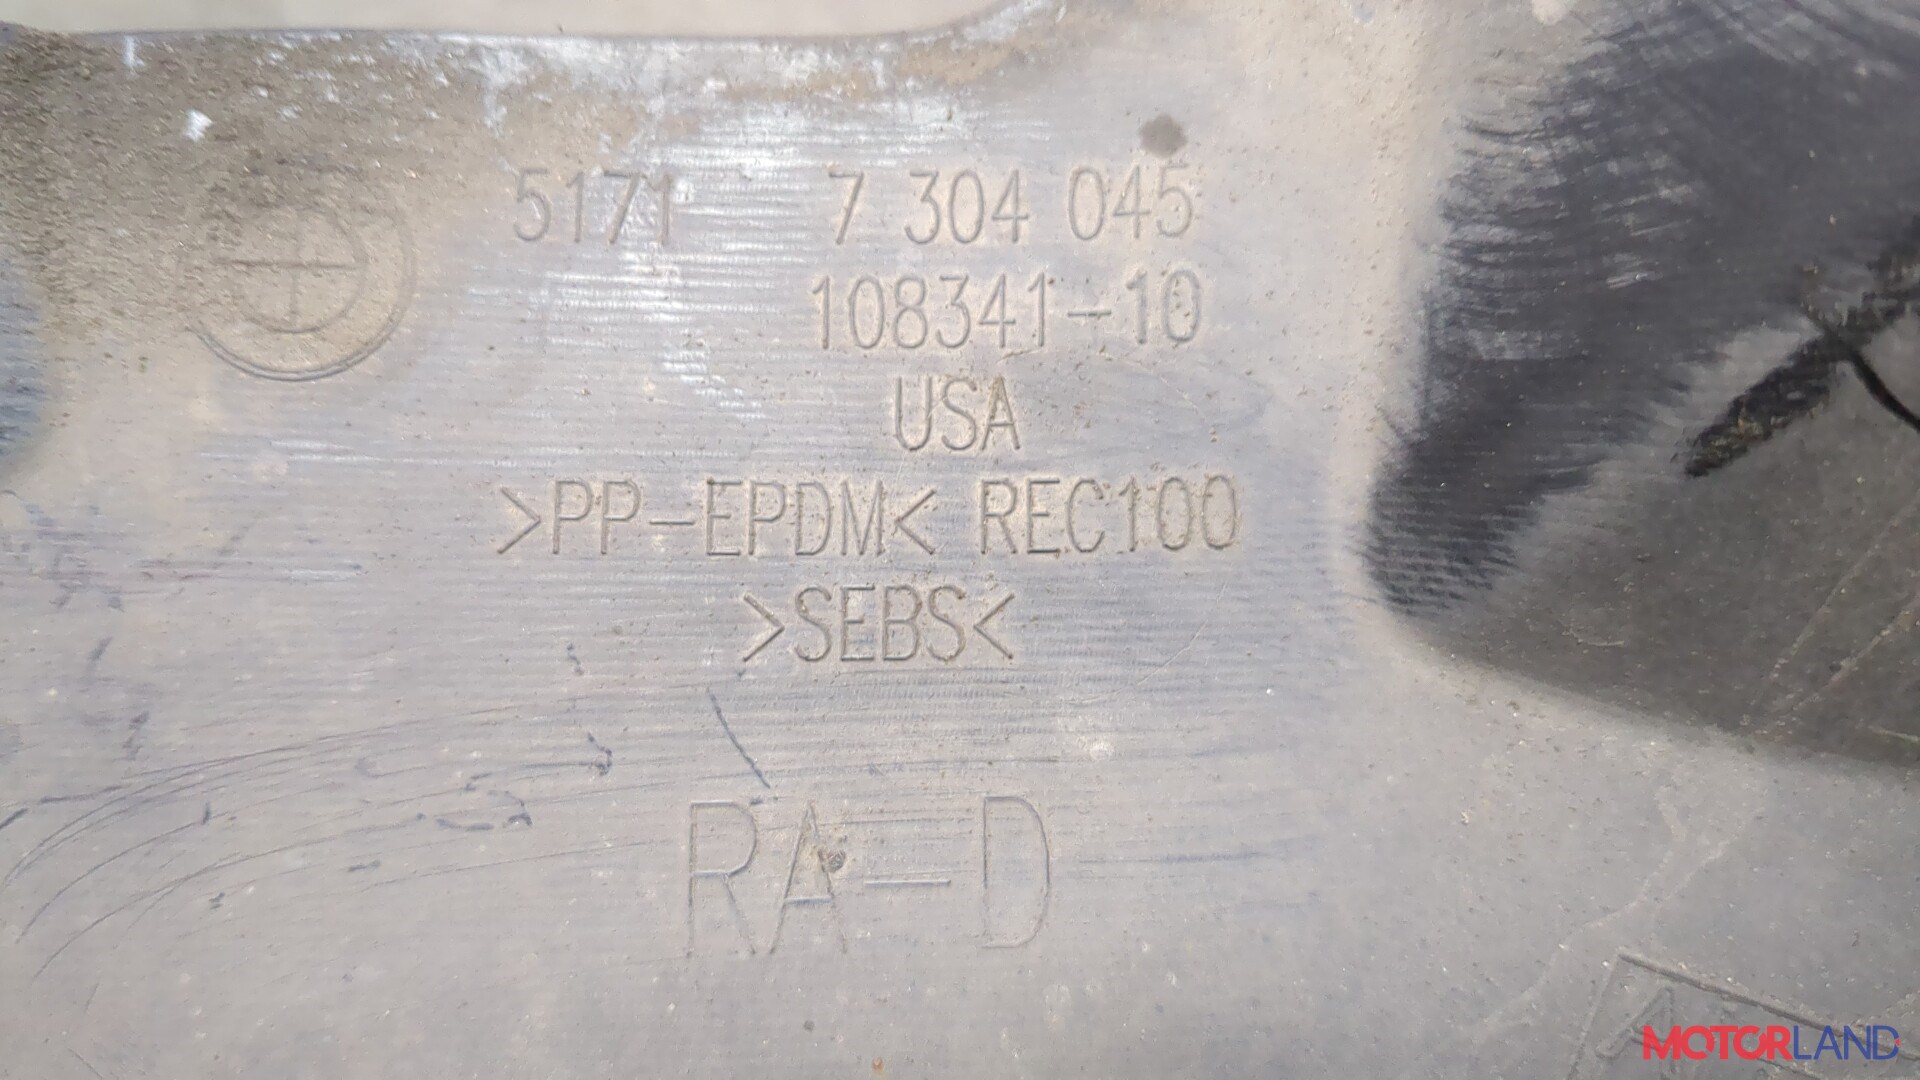 5171 7 304 045
108341-10
USA
>PP-EPDM< REC100
>SEBS<
RA-D
A
MOTORLAND